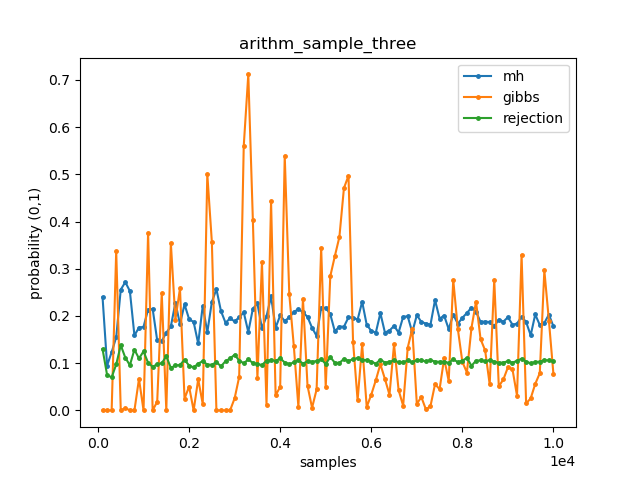 arithm_sample_three
mh
gibbs
rejection
probability (0,1)
0.7
0.6
0.5
0.4
0.3
0.2
0.1
0.0
0.0 0.2 0.4 0.6 0.8 1.0
samples
1e4